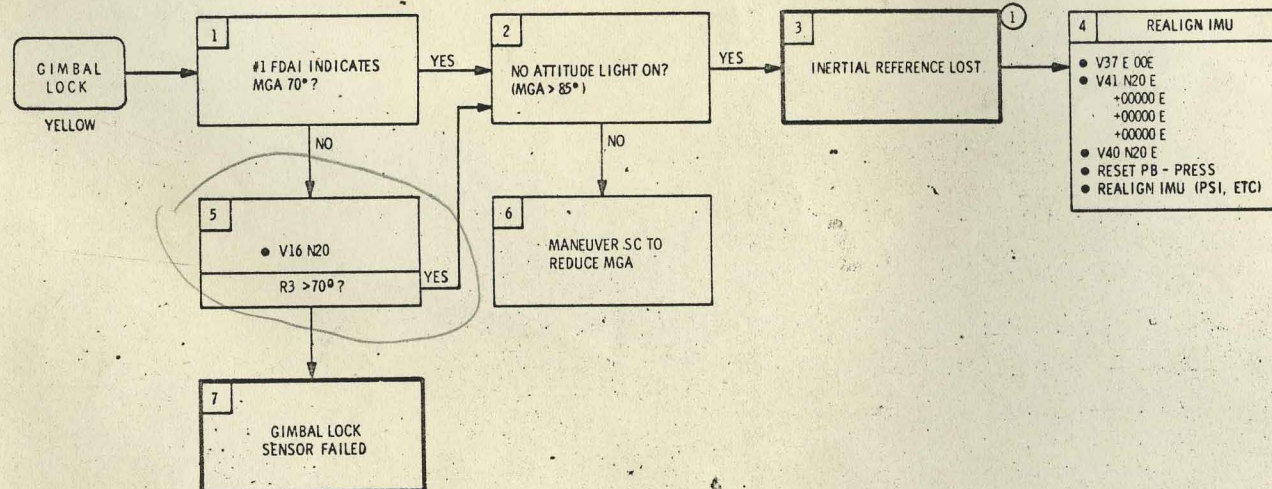 GIMBAL
LOCK
YELLOW
1
#1 FDAI INDICATES
MGA 70°?
YES
NO
2
NO ATTITUDE LIGHT ON?
(MGA > 85°)
YES
NO
3
1
INERTIAL REFERENCE LOST
4
REALIGN IMU
• V37 E 00E
• V41 N20 E
+00000 E
+00000 E
+00000 E
• V40 N20 E
• RESET PB - PRESS
• REALIGN IMU (PSI, ETC)
5
• V16 N20
R3 >70°?
YES
6
MANEUVER SC TO
REDUCE MGA
7
GIMBAL LOCK
SENSOR FAILED